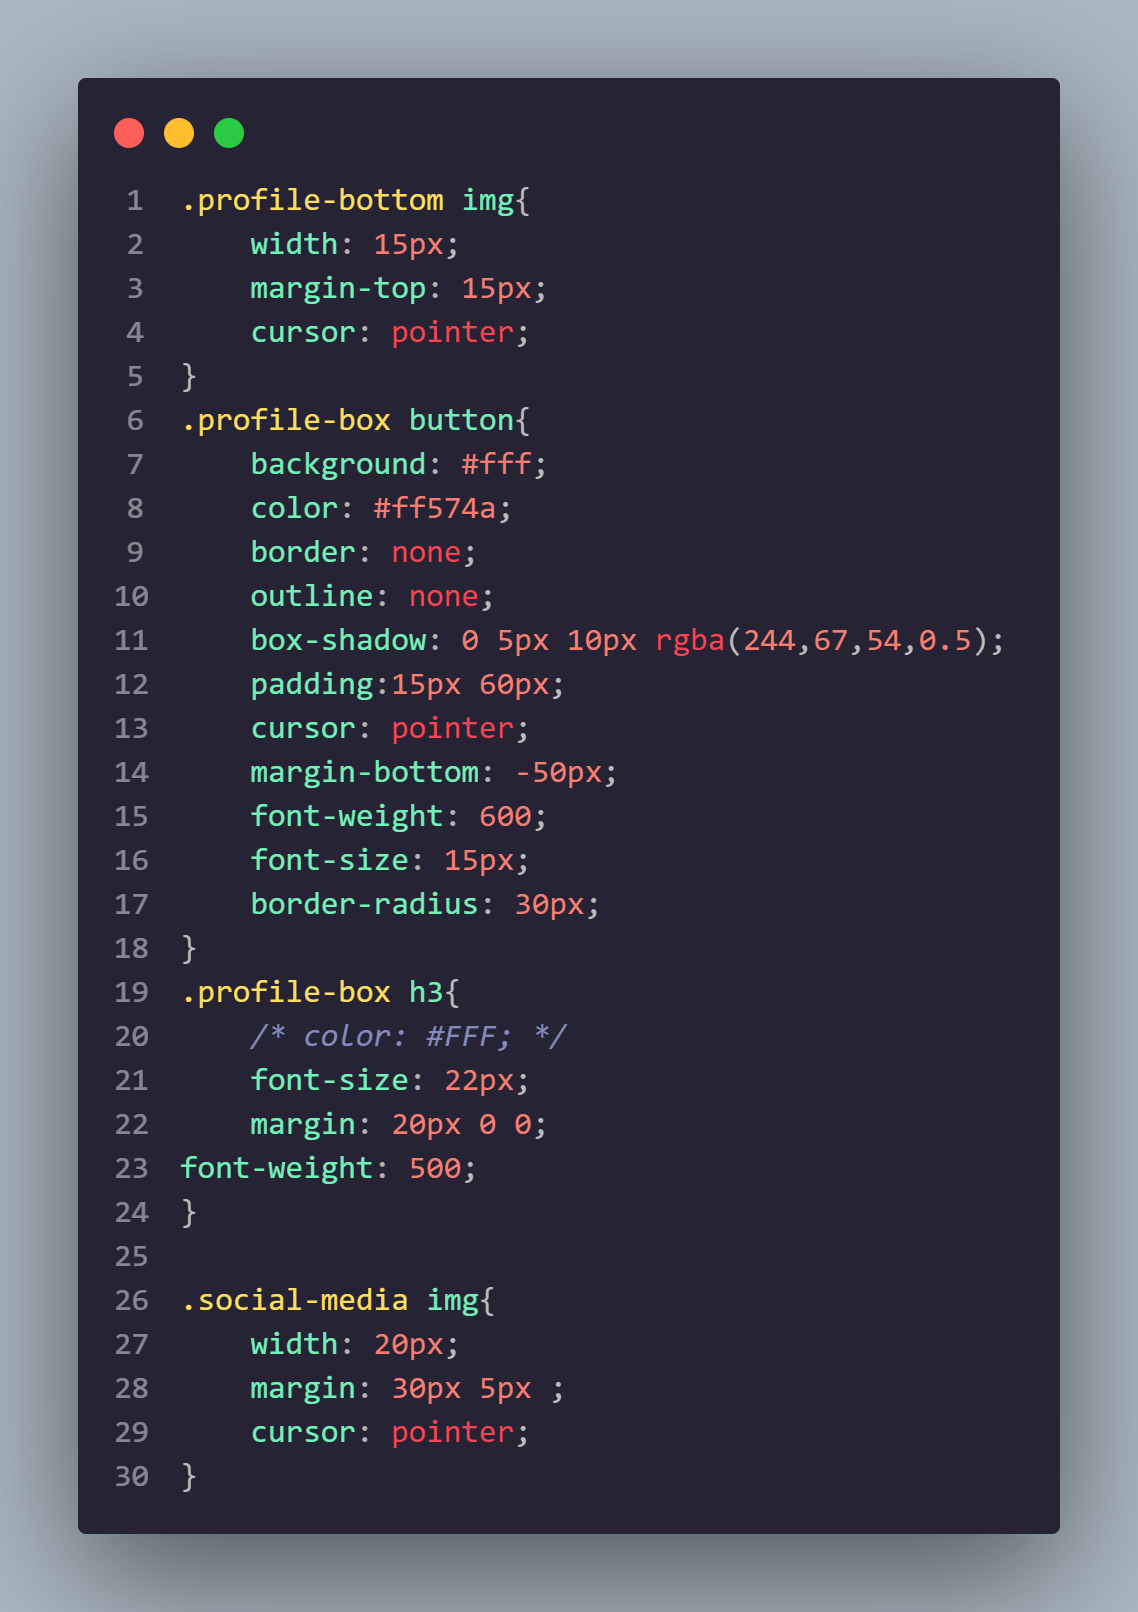 1 .profile-bottom img{
2     width: 15px;
3     margin-top: 15px;
4     cursor: pointer;
5 }
6 .profile-box button{
7     background: #fff;
8     color: #ff574a;
9     border: none;
10     outline: none;
11     box-shadow: 0 5px 10px rgba(244,67,54,0.5);
12     padding:15px 60px;
13     cursor: pointer;
14     margin-bottom: -50px;
15     font-weight: 600;
16     font-size: 15px;
17     border-radius: 30px;
18 }
19 .profile-box h3{
20     /* color: #FFF; */
21     font-size: 22px;
22     margin: 20px 0 0;
23 font-weight: 500;
24 }
25
26 .social-media img{
27     width: 20px;
28     margin: 30px 5px ;
29     cursor: pointer;
30 }